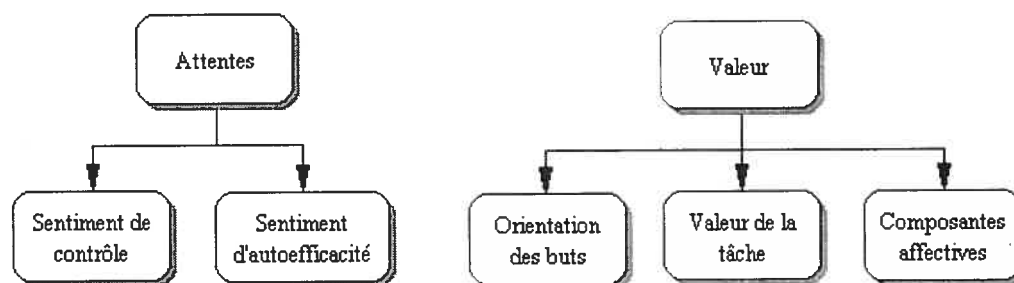 Attentes
Valeur
Sentiment de
contrôle
Sentiment
d'autoefficacité
Orientation
des buts
Valeur de la
tâche
Composantes
affectives